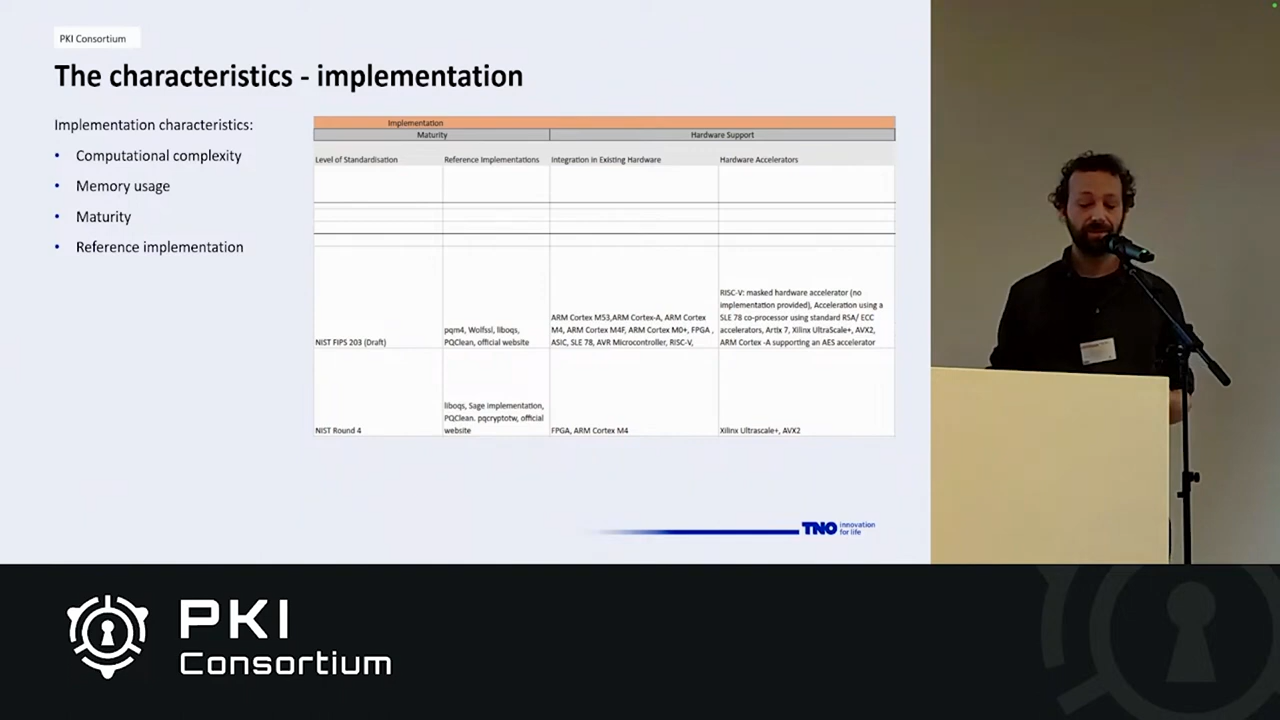 PKI Consortium
The characteristics - implementation
Implementation characteristics:
• Computational complexity
• Memory usage
• Maturity
• Reference implementation
Implementation
Maturity
Hardware Support
Level of Standardisation
Reference Implementations
Integration in Existing Hardware
Hardware Accelerators
NIST FIPS 203 (Draft)
pqm4, Wolfssl, liboqs,
PQClean, official website
ARM Cortex M53,ARM Cortex-A, ARM Cortex
M4, ARM Cortex M4F, ARM Cortex M0+, FPGA ,
ASIC, SLE 78, AVR Microcontroller, RISC-V,
RISC-V: masked hardware accelerator (no
implementation provided), Acceleration using a
SLE 78 co-processor using standard RSA/ ECC
accelerators, Artix 7, Xilinx UltraScale+, AVX2,
ARM Cortex -A supporting an AES accelerator
NIST Round 4
liboqs, Sage implementation,
PQClean. pqcryptotw, official
website
FPGA, ARM Cortex M4
Xilinx Ultrascale+, AVX2
TNO innovation
for life
PKI
Consortium